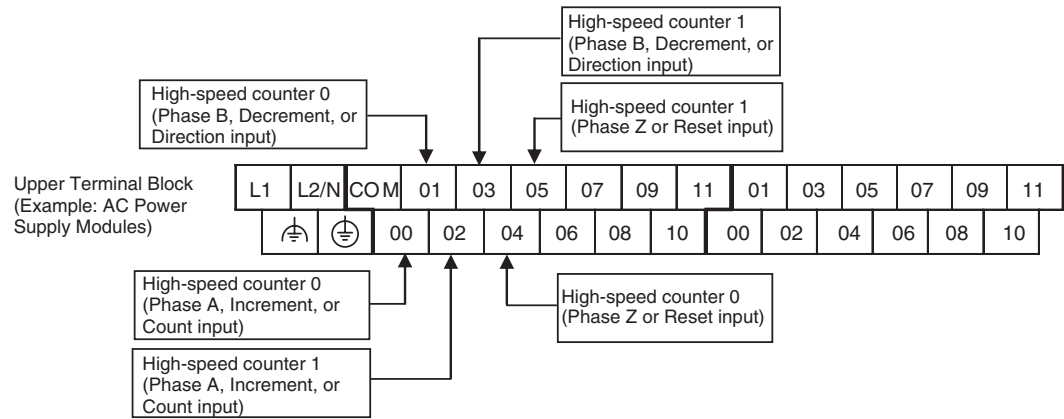 High-speed counter 1
(Phase B, Decrement, or
Direction input)
High-speed counter 0
(Phase B, Decrement, or
Direction input)
High-speed counter 1
(Phase Z or Reset input)
Upper Terminal Block
(Example: AC Power
Supply Modules)
L1 L2/N COM 01 03 05 07 09 11 01 03 05 07 09 11
00 02 04 06 08 10 00 02 04 06 08 10
High-speed counter 0
(Phase A, Increment, or
Count input)
High-speed counter 0
(Phase Z or Reset input)
High-speed counter 1
(Phase A, Increment, or
Count input)